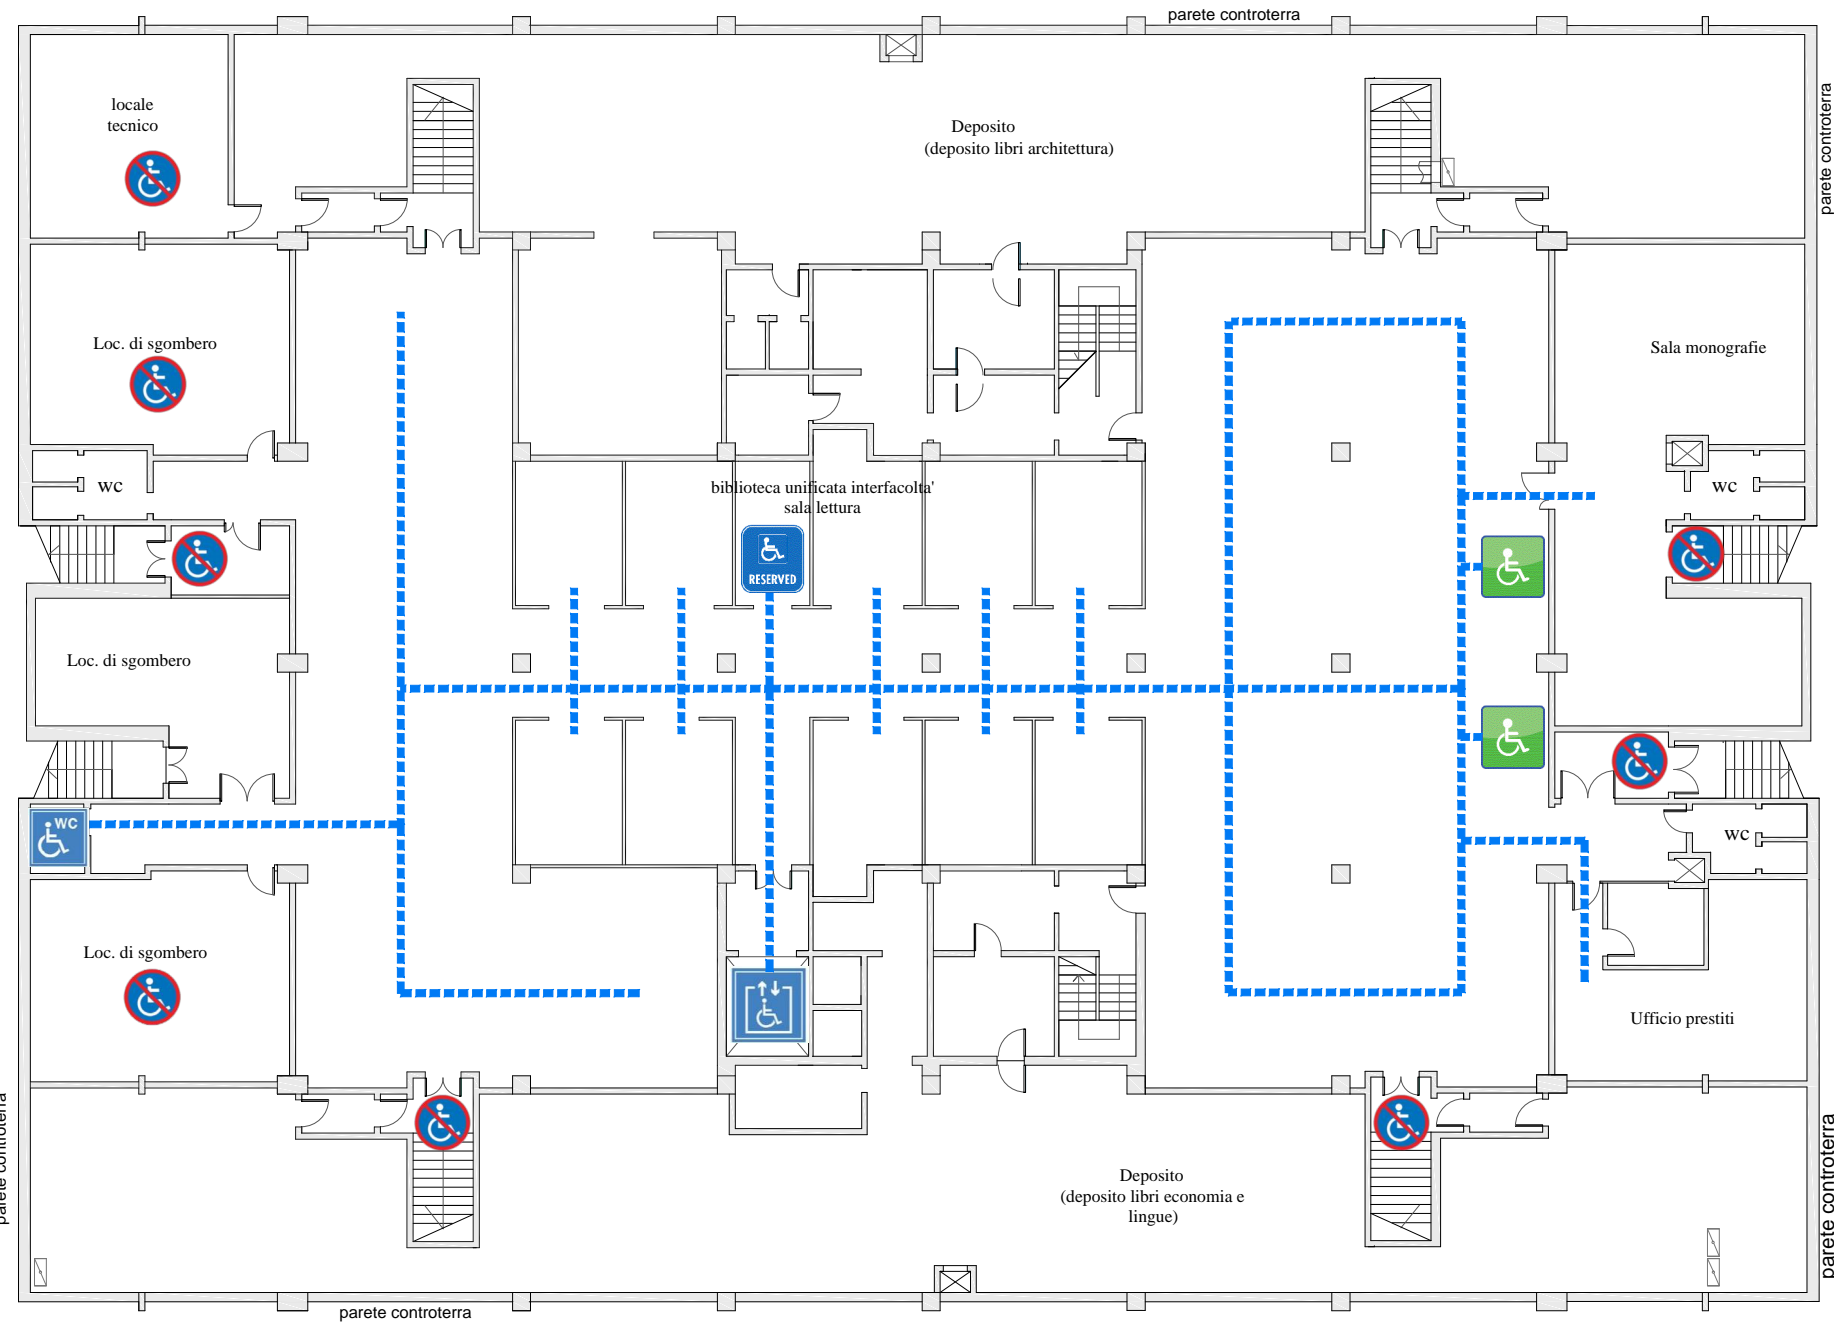 parete controterra
parete controterra
locale
tecnico
Deposito
(deposito libri architettura)
Loc. di sgombero
Sala monografie
wc
biblioteca unificata interfacolta'
sala lettura
wc
RESERVED
Loc. di sgombero
WC
wc
Loc. di sgombero
Ufficio prestiti
parete controterra
parete controterra
Deposito
(deposito libri economia e
lingue)
parete controterra